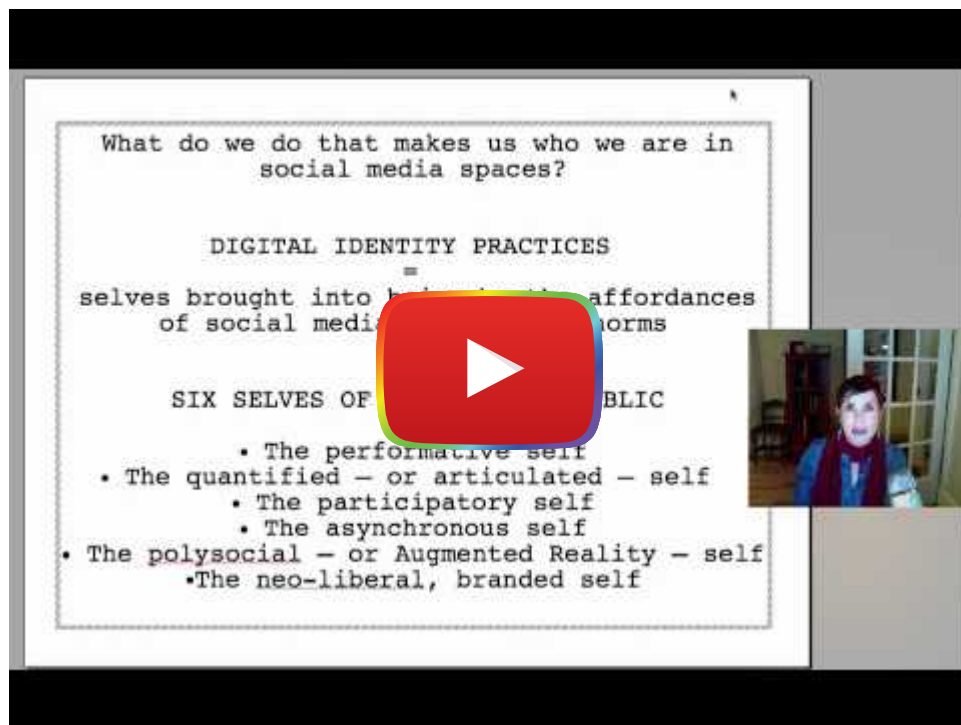 What do we do that makes us who we are in
social media spaces?
DIGITAL IDENTITY PRACTICES
=
selves brought into affordances
of social media norms
SIX SELVES OF
• The performative self
• The quantified – or articulated – self
• The participatory self
• The asynchronous self
• The polysocial – or Augmented Reality – self
•The neo-liberal, branded self